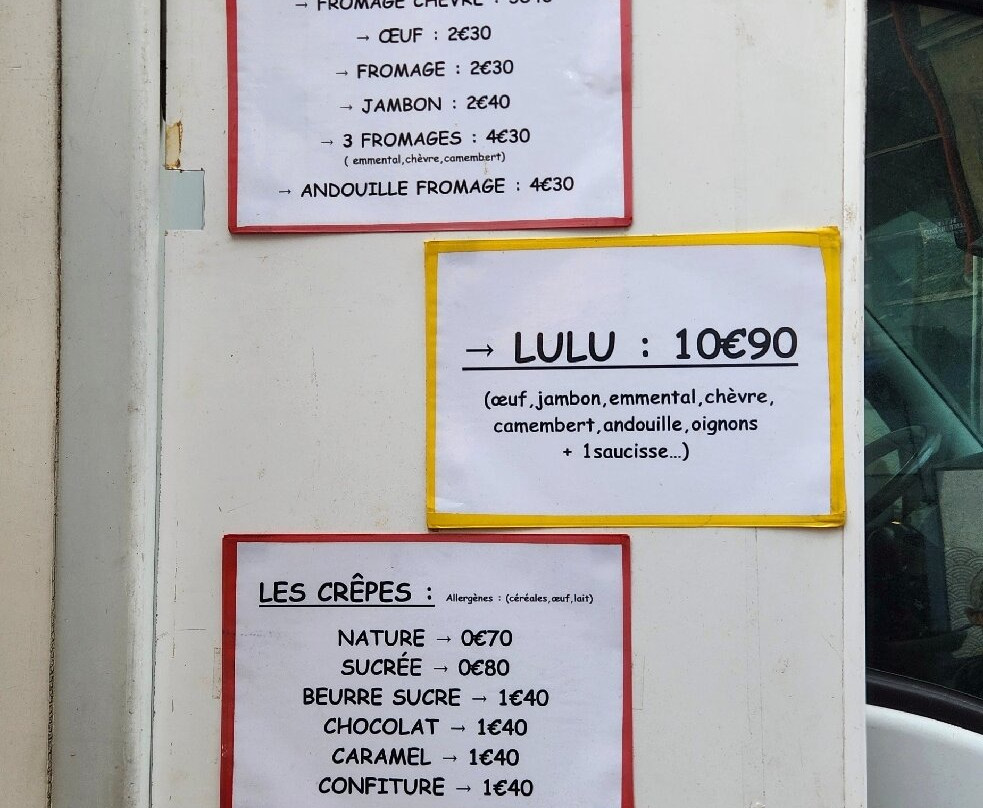 → FROMAGE CHÈVRE :
→ ŒUF : 2€30
→ FROMAGE : 2€30
→ JAMBON : 2€40
→ 3 FROMAGES : 4€30
( emmental,chèvre,camembert)
→ ANDOUILLE FROMAGE : 4€30
→ LULU : 10€90
(œuf,jambon,emmental,chèvre,
camembert,andouille,oignons
+ 1saucisse...)
LES CRÊPES : Allergènes : (céréales,œuf,lait)
NATURE → 0€70
SUCRÉE → 0€80
BEURRE SUCRE → 1€40
CHOCOLAT → 1€40
CARAMEL → 1€40
CONFITURE → 1€40